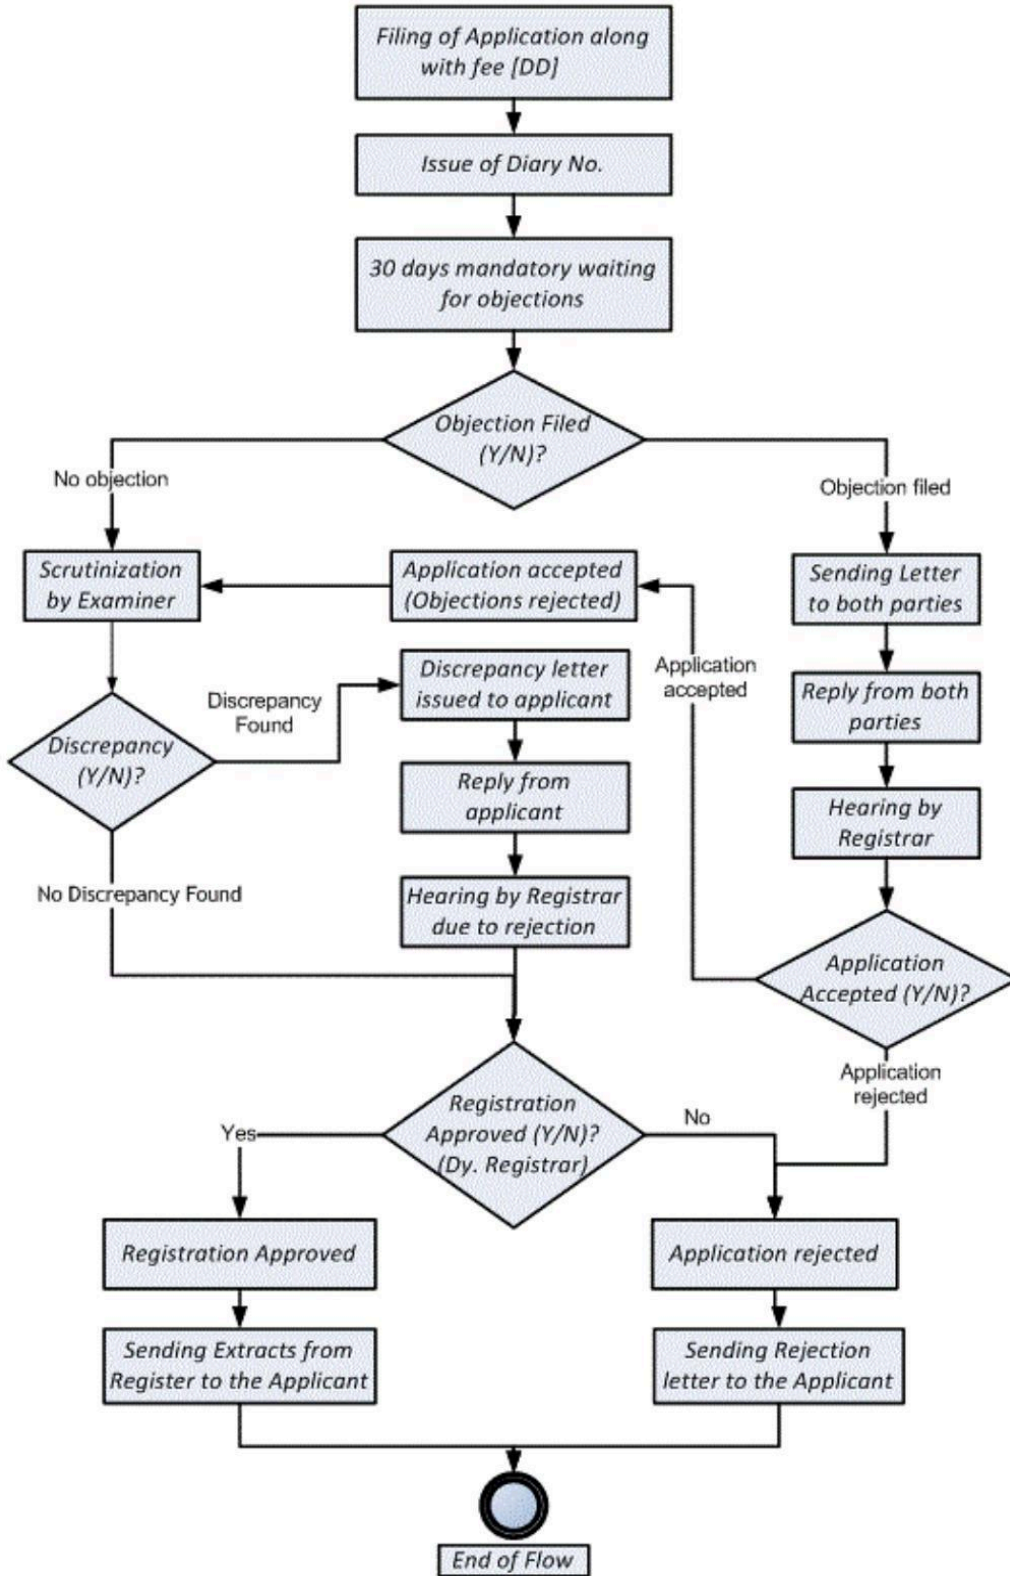 Filing of Application along
with fee [DD]
Issue of Diary No.
30 days mandatory waiting
for objections
Objection Filed
(Y/N)?
No objection
Objection filed
Scrutinization
by Examiner
Application accepted
(Objections rejected)
Sending Letter
to both parties
Discrepancy
(Y/N)?
Discrepancy
Found
Discrepancy letter
issued to applicant
Application
accepted
Reply from both
parties
Reply from
applicant
Hearing by
Registrar
No Discrepancy Found
Hearing by Registrar
due to rejection
Application
Accepted (Y/N)?
Application
rejected
Registration
Approved (Y/N)?
(Dy. Registrar)
Yes
No
Registration Approved
Application rejected
Sending Extracts from
Register to the Applicant
Sending Rejection
letter to the Applicant
End of Flow